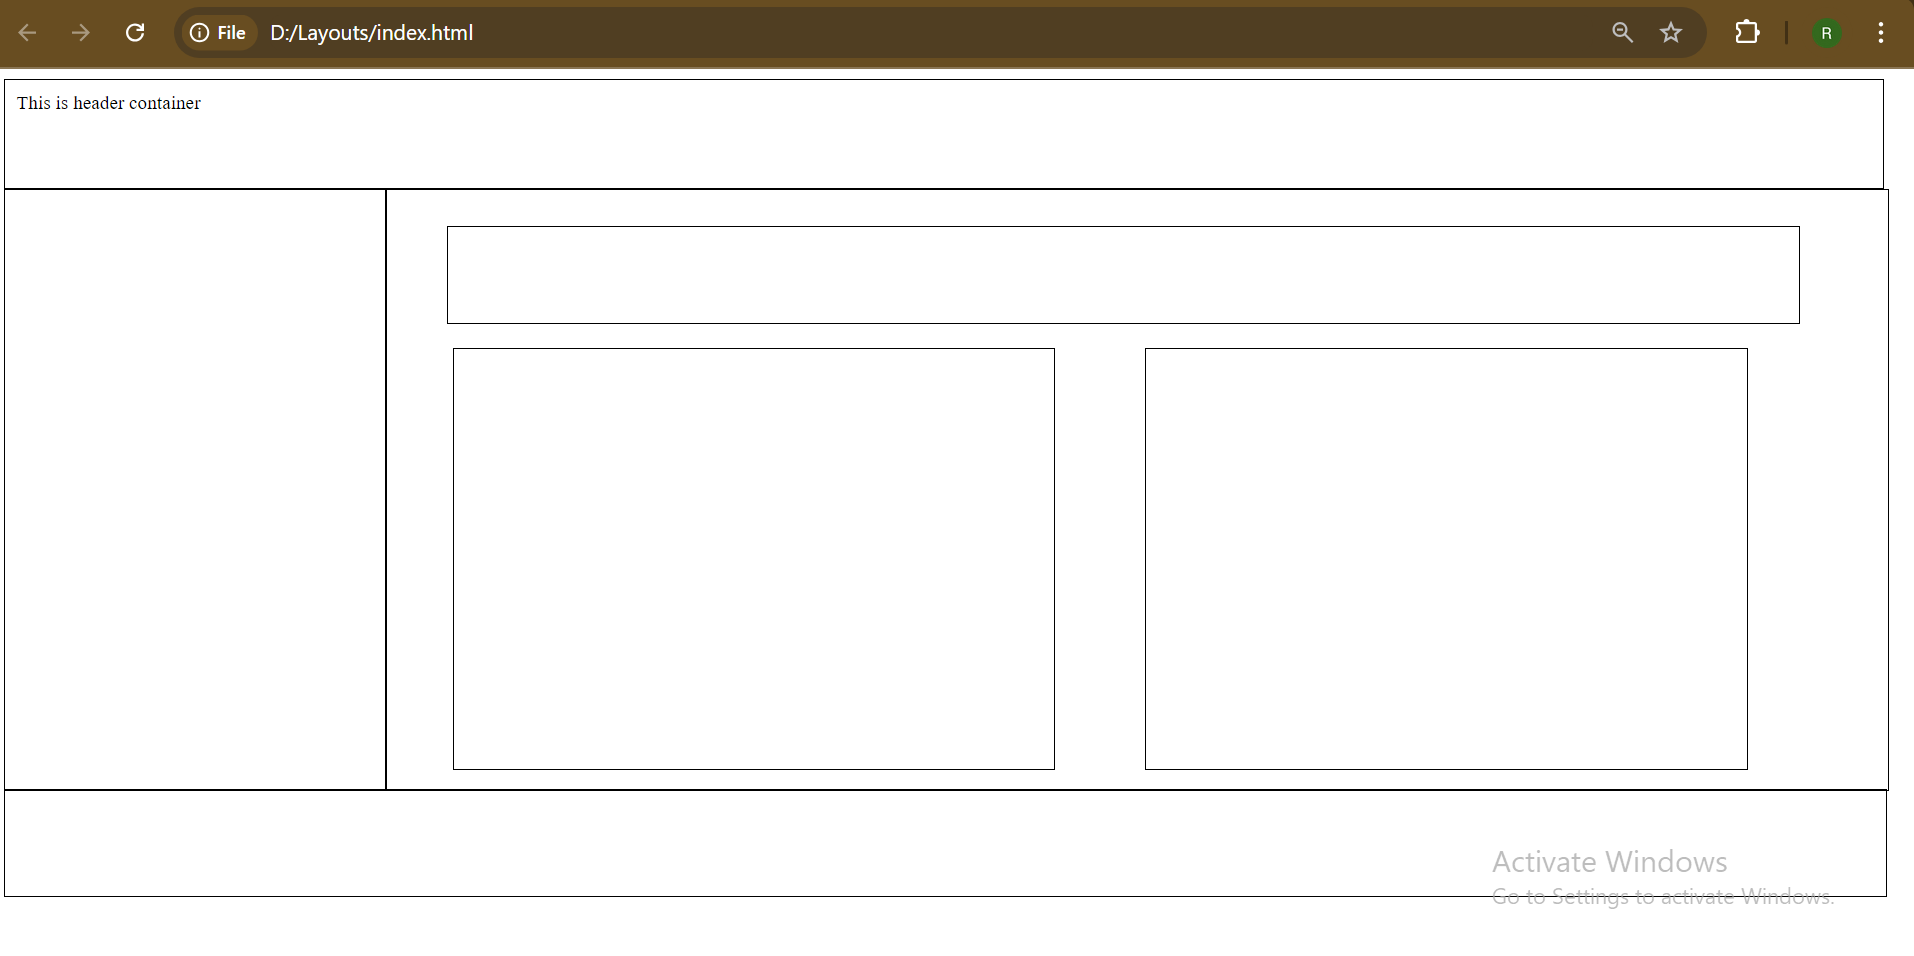 File
D:/Layouts/index.html
R
This is header container
Activate Windows
Go to Settings to activate Windows.